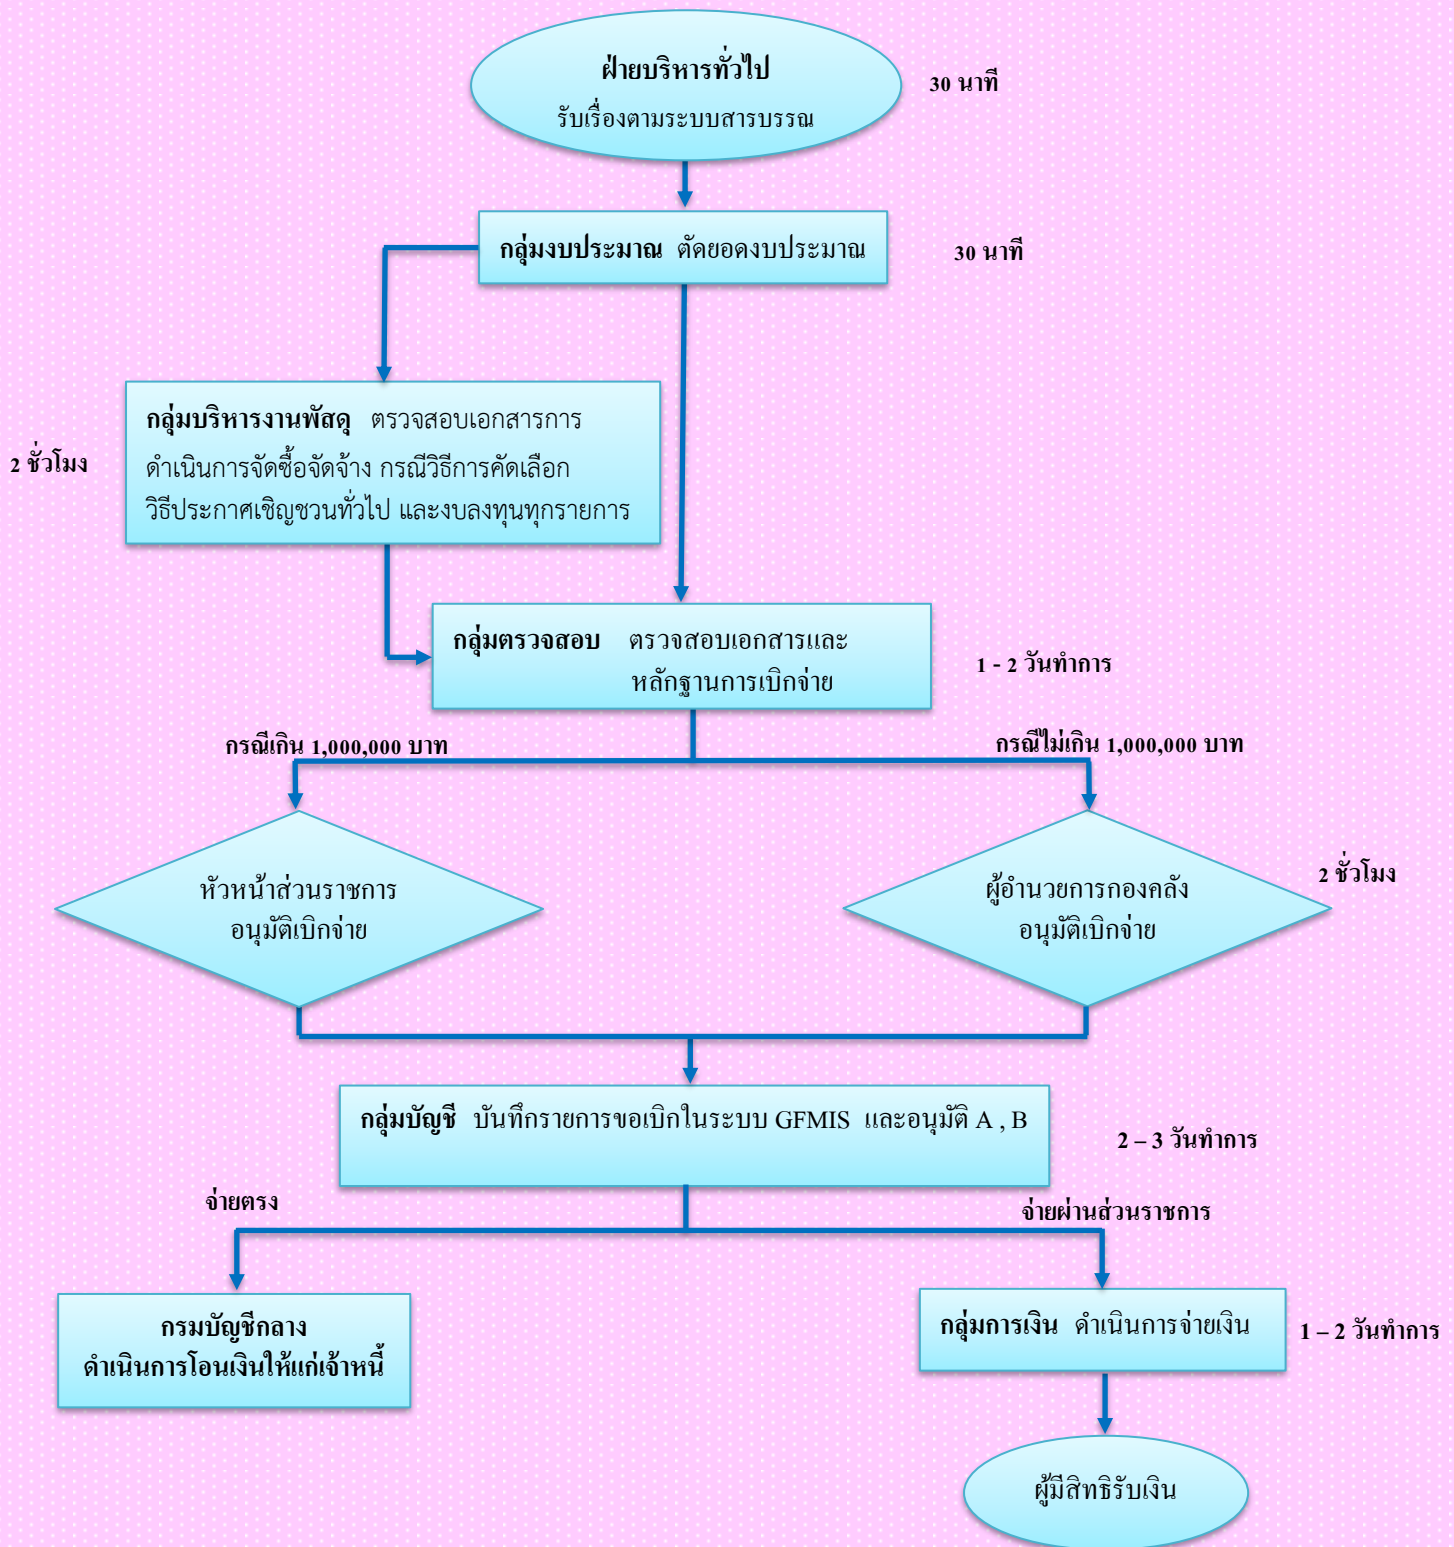 ฝ่ายบริหารทั่วไป
รับเรื่องตามระบบสารบรรณ
30 นาที
กลุ่มงบประมาณ ตัดยอดงบประมาณ
30 นาที
กลุ่มบริหารงานพัสดุ ตรวจสอบเอกสารการ
ดำเนินการจัดซื้อจัดจ้าง กรณีวิธีการคัดเลือก
วิธีประกาศเชิญชวนทั่วไป และงบลงทุนทุกรายการ
2 ชั่วโมง
กลุ่มตรวจสอบ ตรวจสอบเอกสารและ
หลักฐานการเบิกจ่าย
1 - 2 วันทำการ
กรณีเกิน 1,000,000 บาท
กรณีไม่เกิน 1,000,000 บาท
หัวหน้าส่วนราชการ
อนุมัติเบิกจ่าย
ผู้อำนวยการกองคลัง
อนุมัติเบิกจ่าย
2 ชั่วโมง
กลุ่มบัญชี บันทึกรายการขอเบิกในระบบ GFMIS และอนุมัติ A , B
2 – 3 วันทำการ
จ่ายตรง
จ่ายผ่านส่วนราชการ
กรมบัญชีกลาง
ดำเนินการโอนเงินให้แก่เจ้าหนี้
กลุ่มการเงิน ดำเนินการจ่ายเงิน
1 – 2 วันทำการ
ผู้มีสิทธิรับเงิน